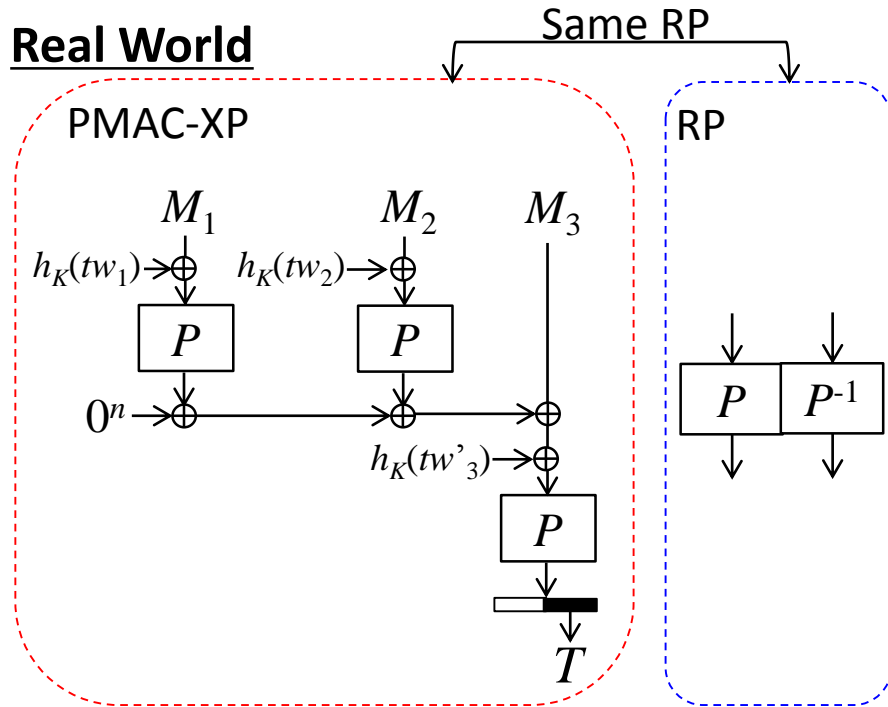 Real World
Same RP
PMAC-XP
RP
M1 M2 M3
hK(tw1) hK(tw2)
P P
P P-1
0n
hK(tw'3)
P
T